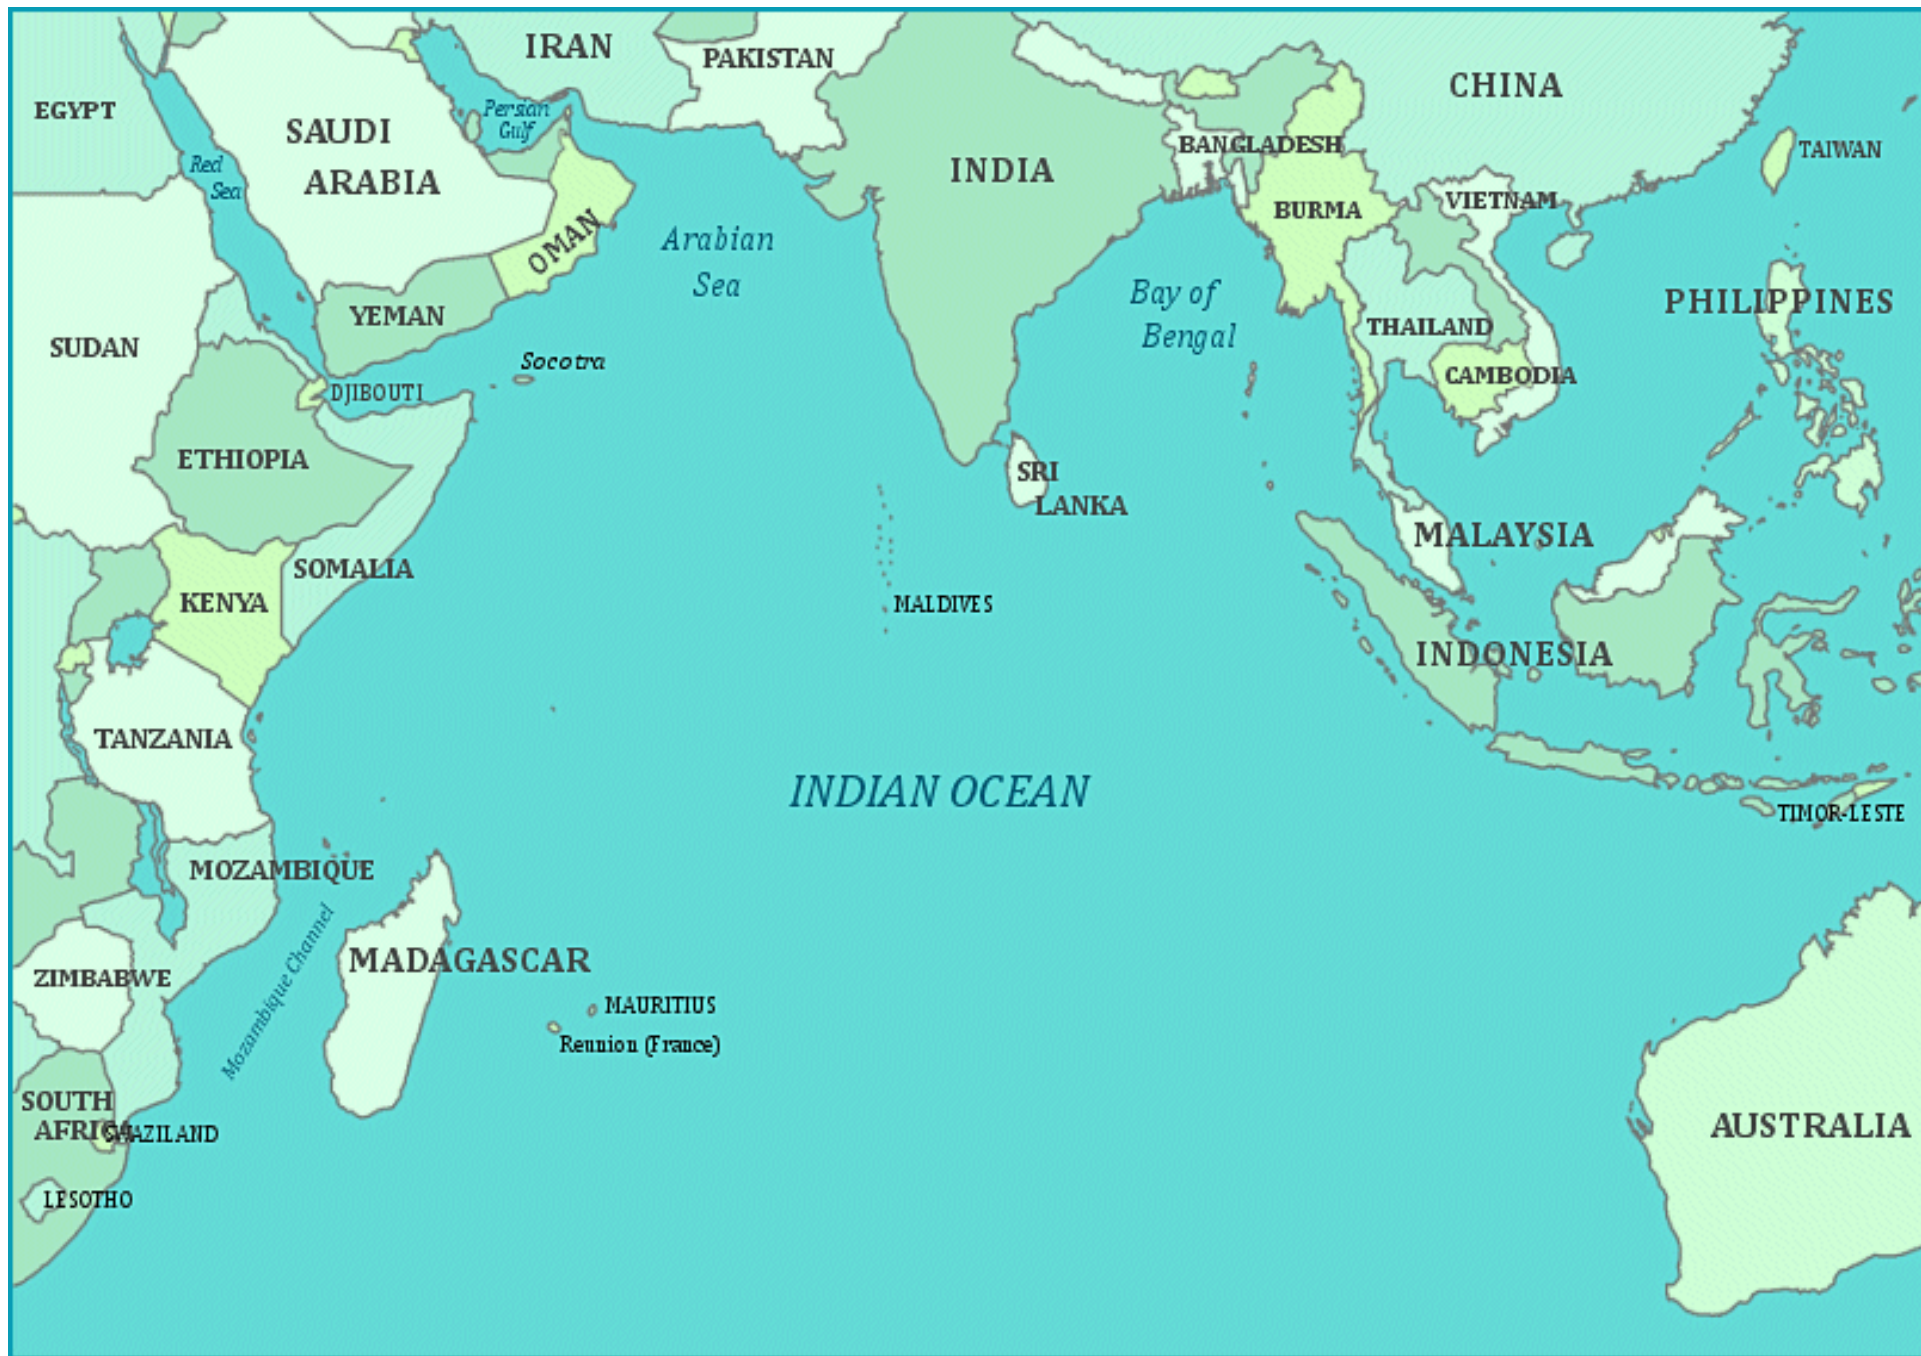 IRAN
PAKISTAN
CHINA
EGYPT
Persian
Gulf
SAUDI
ARABIA
BANGLADESH
TAIWAN
Red
Sea
INDIA
VIETNAM
BURMA
OMAN
Arabian
Sea
Bay of
Bengal
PHILIPPINES
YEMAN
THAILAND
SUDAN
Socotra
CAMBODIA
DJIBOUTI
ETHIOPIA
SRI
LANKA
MALAYSIA
SOMALIA
KENYA
MALDIVES
INDONESIA
TANZANIA
INDIAN OCEAN
TIMOR-LESTE
MOZAMBIQUE
Mozambique Channel
MADAGASCAR
ZIMBABWE
MAURITIUS
Reunion (France)
SOUTH
AFRICA
SWAZILAND
AUSTRALIA
LESOTHO